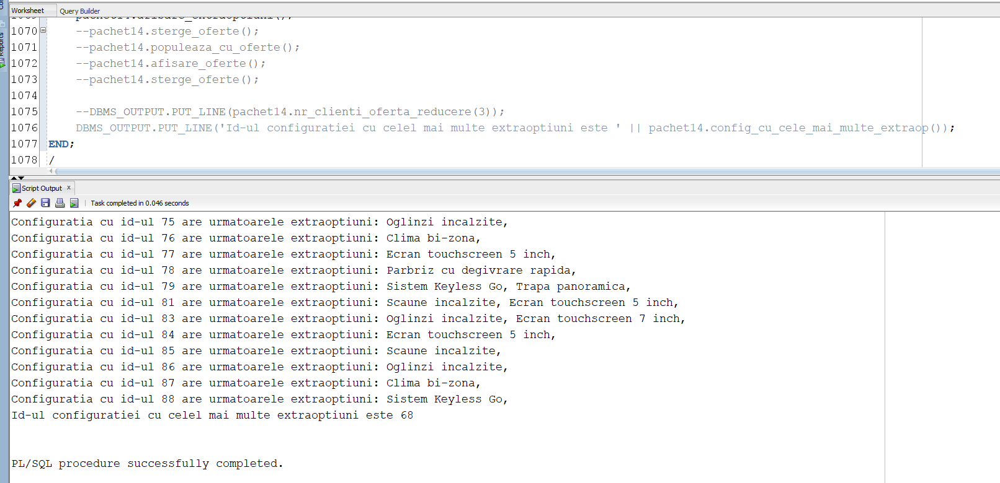 Worksheet Query Builder
1070 --pachet14.sterge_oferte();
1071 --pachet14.populeaza_cu_oferte();
1072 --pachet14.afisare_oferte();
1073 --pachet14.sterge_oferte();
1074
1075 --DBMS_OUTPUT.PUT_LINE(pachet14.nr_clienti_oferta_reducere(3));
1076 DBMS_OUTPUT.PUT_LINE('Id-ul configuratiei cu celel mai multe extraoptiuni este ' || pachet14.config_cu_cele_mai_multe_extraop());
1077 END;
1078 /
Reports
Script Output x
Task completed in 0.046 seconds
Configuratia cu id-ul 75 are urmatoarele extraoptiuni: Oglinzi incalzite,
Configuratia cu id-ul 76 are urmatoarele extraoptiuni: Clima bi-zona,
Configuratia cu id-ul 77 are urmatoarele extraoptiuni: Ecran touchscreen 5 inch,
Configuratia cu id-ul 78 are urmatoarele extraoptiuni: Parbriz cu degivrare rapida,
Configuratia cu id-ul 79 are urmatoarele extraoptiuni: Sistem Keyless Go, Trapa panoramica,
Configuratia cu id-ul 81 are urmatoarele extraoptiuni: Scaune incalzite, Ecran touchscreen 5 inch,
Configuratia cu id-ul 83 are urmatoarele extraoptiuni: Oglinzi incalzite, Ecran touchscreen 7 inch,
Configuratia cu id-ul 84 are urmatoarele extraoptiuni: Ecran touchscreen 5 inch,
Configuratia cu id-ul 85 are urmatoarele extraoptiuni: Scaune incalzite,
Configuratia cu id-ul 86 are urmatoarele extraoptiuni: Oglinzi incalzite,
Configuratia cu id-ul 87 are urmatoarele extraoptiuni: Clima bi-zona,
Configuratia cu id-ul 88 are urmatoarele extraoptiuni: Sistem Keyless Go,
Id-ul configuratiei cu celel mai multe extraoptiuni este 68
PL/SQL procedure successfully completed.